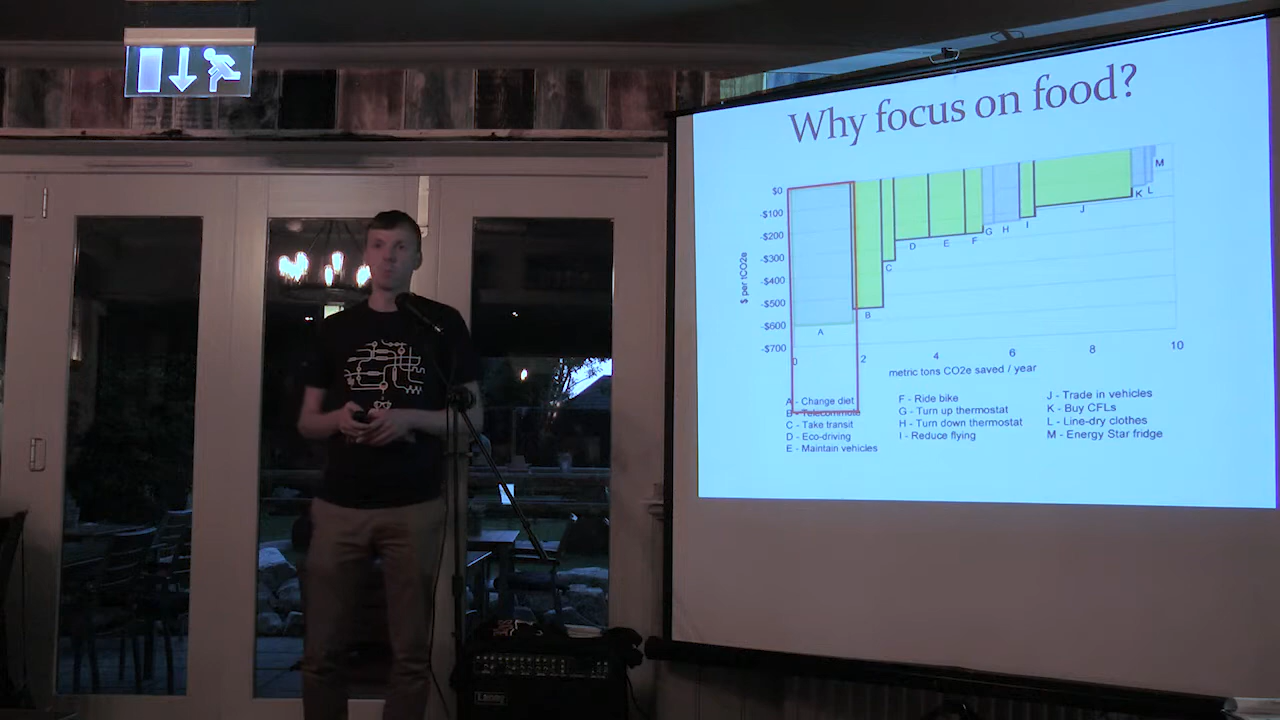 Why focus on food?
$0
-$100
-$200
-$300
-$400
-$500
-$600
-$700
$ per tCO2e
A
B
C
D
E
F
G
H
I
J
K
L
M
0
2
4
6
8
10
metric tons CO2e saved / year
A - Change diet
B - Telecommute
C - Take transit
D - Eco-driving
E - Maintain vehicles
F - Ride bike
G - Turn up thermostat
H - Turn down thermostat
I - Reduce flying
J - Trade in vehicles
K - Buy CFLs
L - Line-dry clothes
M - Energy Star fridge